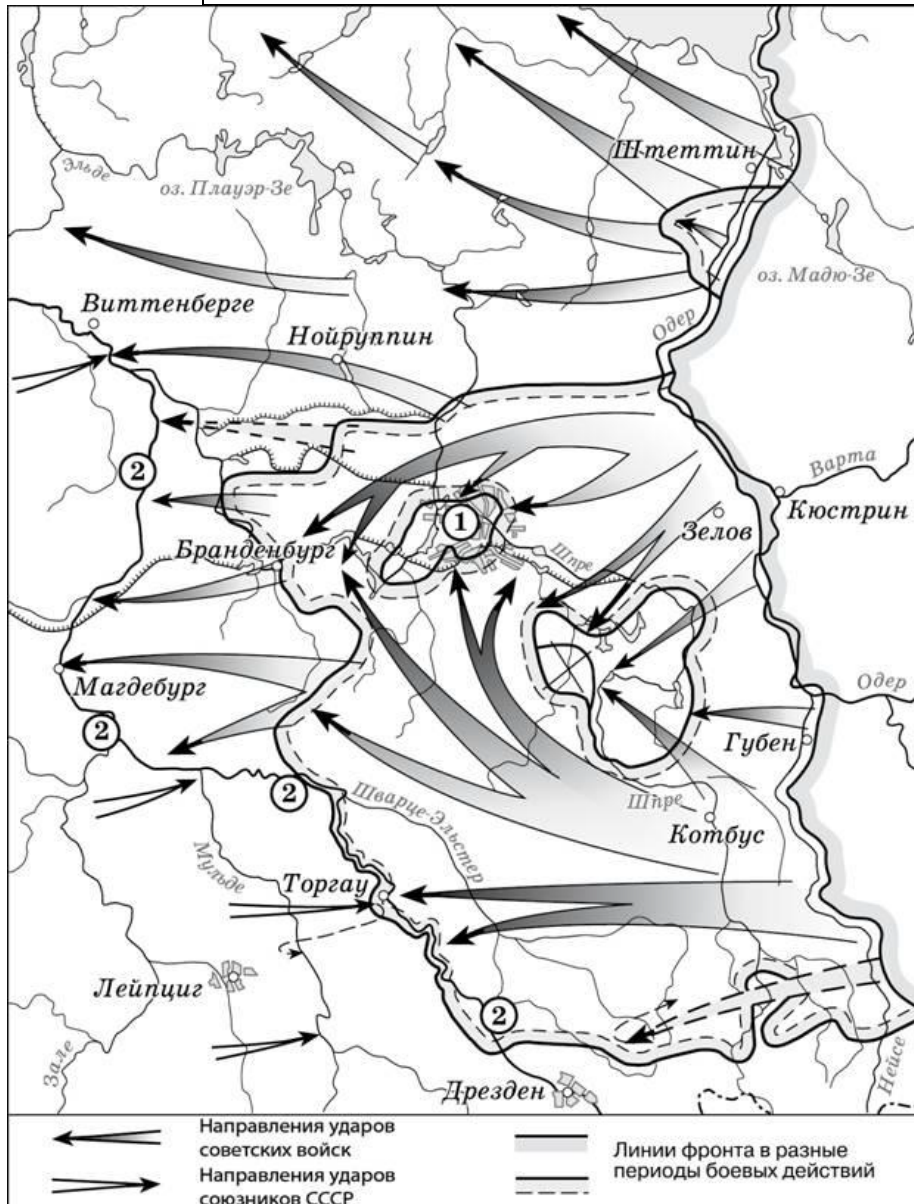 Штеттин
Эльде
оз. Плауэр-Зе
оз. Мадю-Зе
Виттенберге
Одер
Нойруппин
2
Варта
1
Кюстрин
Зелов
Бранденбург
Шпре
Магдебург
Одер
2
Губен
2
Шварце-Эльстер
Шпре
Котбус
Мульде
Торгау
Лейпциг
2
Зале
Нейсе
Дрезден
Направления ударов
советских войск
Направления ударов
союзников СССР
Линии фронта в разные
периоды боевых действий